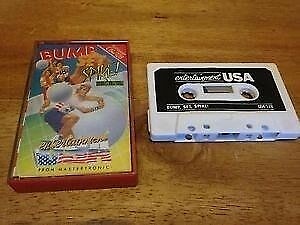 BUMP
SPIKE!
entertainment
USA
FROM MASTERTRONIC
entertainment USA
BUMP, SET, SPIKE!